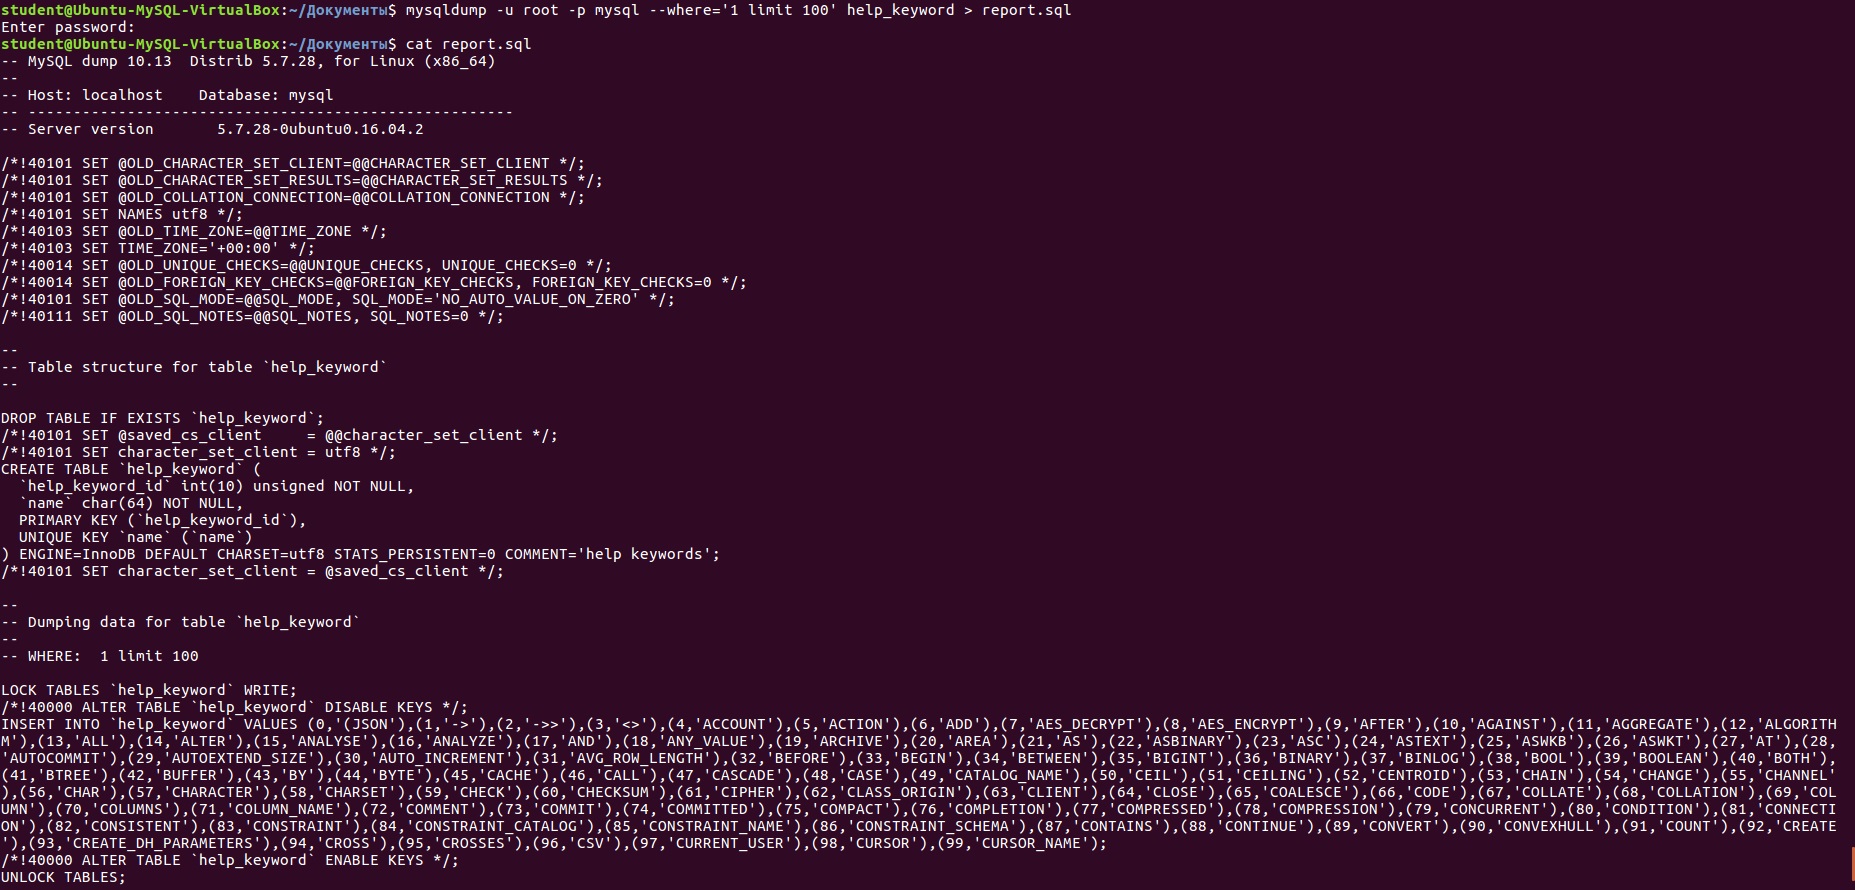 student@Ubuntu-MySQL-VirtualBox:~/Документы$ mysqldump -u root -p mysql --where='1 limit 100' help_keyword > report.sql
Enter password:
student@Ubuntu-MySQL-VirtualBox:~/Документы$ cat report.sql
-- MySQL dump 10.13  Distrib 5.7.28, for Linux (x86_64)
--
-- Host: localhost    Database: mysql
-- ------------------------------------------------------
-- Server version       5.7.28-0ubuntu0.16.04.2

/*!40101 SET @OLD_CHARACTER_SET_CLIENT=@@CHARACTER_SET_CLIENT */;
/*!40101 SET @OLD_CHARACTER_SET_RESULTS=@@CHARACTER_SET_RESULTS */;
/*!40101 SET @OLD_COLLATION_CONNECTION=@@COLLATION_CONNECTION */;
/*!40101 SET NAMES utf8 */;
/*!40103 SET @OLD_TIME_ZONE=@@TIME_ZONE */;
/*!40103 SET TIME_ZONE='+00:00' */;
/*!40014 SET @OLD_UNIQUE_CHECKS=@@UNIQUE_CHECKS, UNIQUE_CHECKS=0 */;
/*!40014 SET @OLD_FOREIGN_KEY_CHECKS=@@FOREIGN_KEY_CHECKS, FOREIGN_KEY_CHECKS=0 */;
/*!40101 SET @OLD_SQL_MODE=@@SQL_MODE, SQL_MODE='NO_AUTO_VALUE_ON_ZERO' */;
/*!40111 SET @OLD_SQL_NOTES=@@SQL_NOTES, SQL_NOTES=0 */;

--
-- Table structure for table `help_keyword`
--

DROP TABLE IF EXISTS `help_keyword`;
/*!40101 SET @saved_cs_client     = @@character_set_client */;
/*!40101 SET character_set_client = utf8 */;
CREATE TABLE `help_keyword` (
  `help_keyword_id` int(10) unsigned NOT NULL,
  `name` char(64) NOT NULL,
  PRIMARY KEY (`help_keyword_id`),
  UNIQUE KEY `name` (`name`)
) ENGINE=InnoDB DEFAULT CHARSET=utf8 STATS_PERSISTENT=0 COMMENT='help keywords';
/*!40101 SET character_set_client = @saved_cs_client */;

--
-- Dumping data for table `help_keyword`
--
-- WHERE:  1 limit 100

LOCK TABLES `help_keyword` WRITE;
/*!40000 ALTER TABLE `help_keyword` DISABLE KEYS */;
INSERT INTO `help_keyword` VALUES (0,'(JSON'),(1,'->'),(2,'->>'),(3,'<>'),(4,'ACCOUNT'),(5,'ACTION'),(6,'ADD'),(7,'AES_DECRYPT'),(8,'AES_ENCRYPT'),(9,'AFTER'),(10,'AGAINST'),(11,'AGGREGATE'),(12,'ALGORITH
M'),(13,'ALL'),(14,'ALTER'),(15,'ANALYSE'),(16,'ANALYZE'),(17,'AND'),(18,'ANY_VALUE'),(19,'ARCHIVE'),(20,'AREA'),(21,'AS'),(22,'ASBINARY'),(23,'ASC'),(24,'ASTEXT'),(25,'ASWKB'),(26,'ASWKT'),(27,'AT'),(28,
'AUTOCOMMIT'),(29,'AUTOEXTEND_SIZE'),(30,'AUTO_INCREMENT'),(31,'AVG_ROW_LENGTH'),(32,'BEFORE'),(33,'BEGIN'),(34,'BETWEEN'),(35,'BIGINT'),(36,'BINARY'),(37,'BINLOG'),(38,'BOOL'),(39,'BOOLEAN'),(40,'BOTH'),
(41,'BTREE'),(42,'BUFFER'),(43,'BY'),(44,'BYTE'),(45,'CACHE'),(46,'CALL'),(47,'CASCADE'),(48,'CASE'),(49,'CATALOG_NAME'),(50,'CEIL'),(51,'CEILING'),(52,'CENTROID'),(53,'CHAIN'),(54,'CHANGE'),(55,'CHANNEL'
),(56,'CHAR'),(57,'CHARACTER'),(58,'CHARSET'),(59,'CHECK'),(60,'CHECKSUM'),(61,'CIPHER'),(62,'CLASS_ORIGIN'),(63,'CLIENT'),(64,'CLOSE'),(65,'COALESCE'),(66,'CODE'),(67,'COLLATE'),(68,'COLLATION'),(69,'COL
UMN'),(70,'COLUMNS'),(71,'COLUMN_NAME'),(72,'COMMENT'),(73,'COMMIT'),(74,'COMMITTED'),(75,'COMPACT'),(76,'COMPLETION'),(77,'COMPRESSED'),(78,'COMPRESSION'),(79,'CONCURRENT'),(80,'CONDITION'),(81,'CONNECTI
ON'),(82,'CONSISTENT'),(83,'CONSTRAINT'),(84,'CONSTRAINT_CATALOG'),(85,'CONSTRAINT_NAME'),(86,'CONSTRAINT_SCHEMA'),(87,'CONTAINS'),(88,'CONTINUE'),(89,'CONVERT'),(90,'CONVEXHULL'),(91,'COUNT'),(92,'CREATE
'),(93,'CREATE_DH_PARAMETERS'),(94,'CROSS'),(95,'CROSSES'),(96,'CSV'),(97,'CURRENT_USER'),(98,'CURSOR'),(99,'CURSOR_NAME');
/*!40000 ALTER TABLE `help_keyword` ENABLE KEYS */;
UNLOCK TABLES;